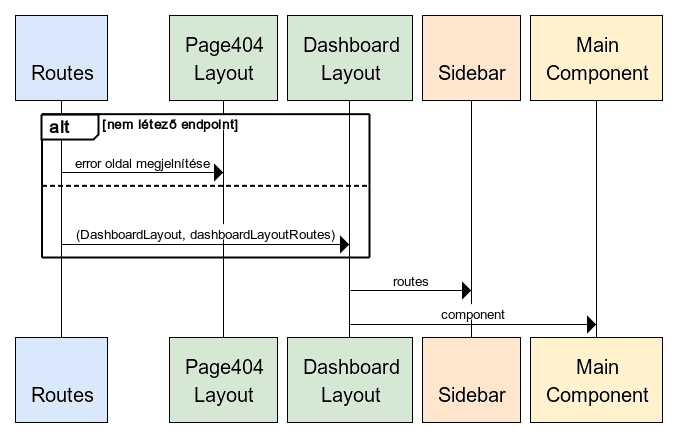 Routes
Page404
Layout
Dashboard
Layout
Sidebar
Main
Component
alt
[nem létező endpoint]
error oldal megjelnítése
(DashboardLayout, dashboardLayoutRoutes)
routes
component
Routes
Page404
Layout
Dashboard
Layout
Sidebar
Main
Component